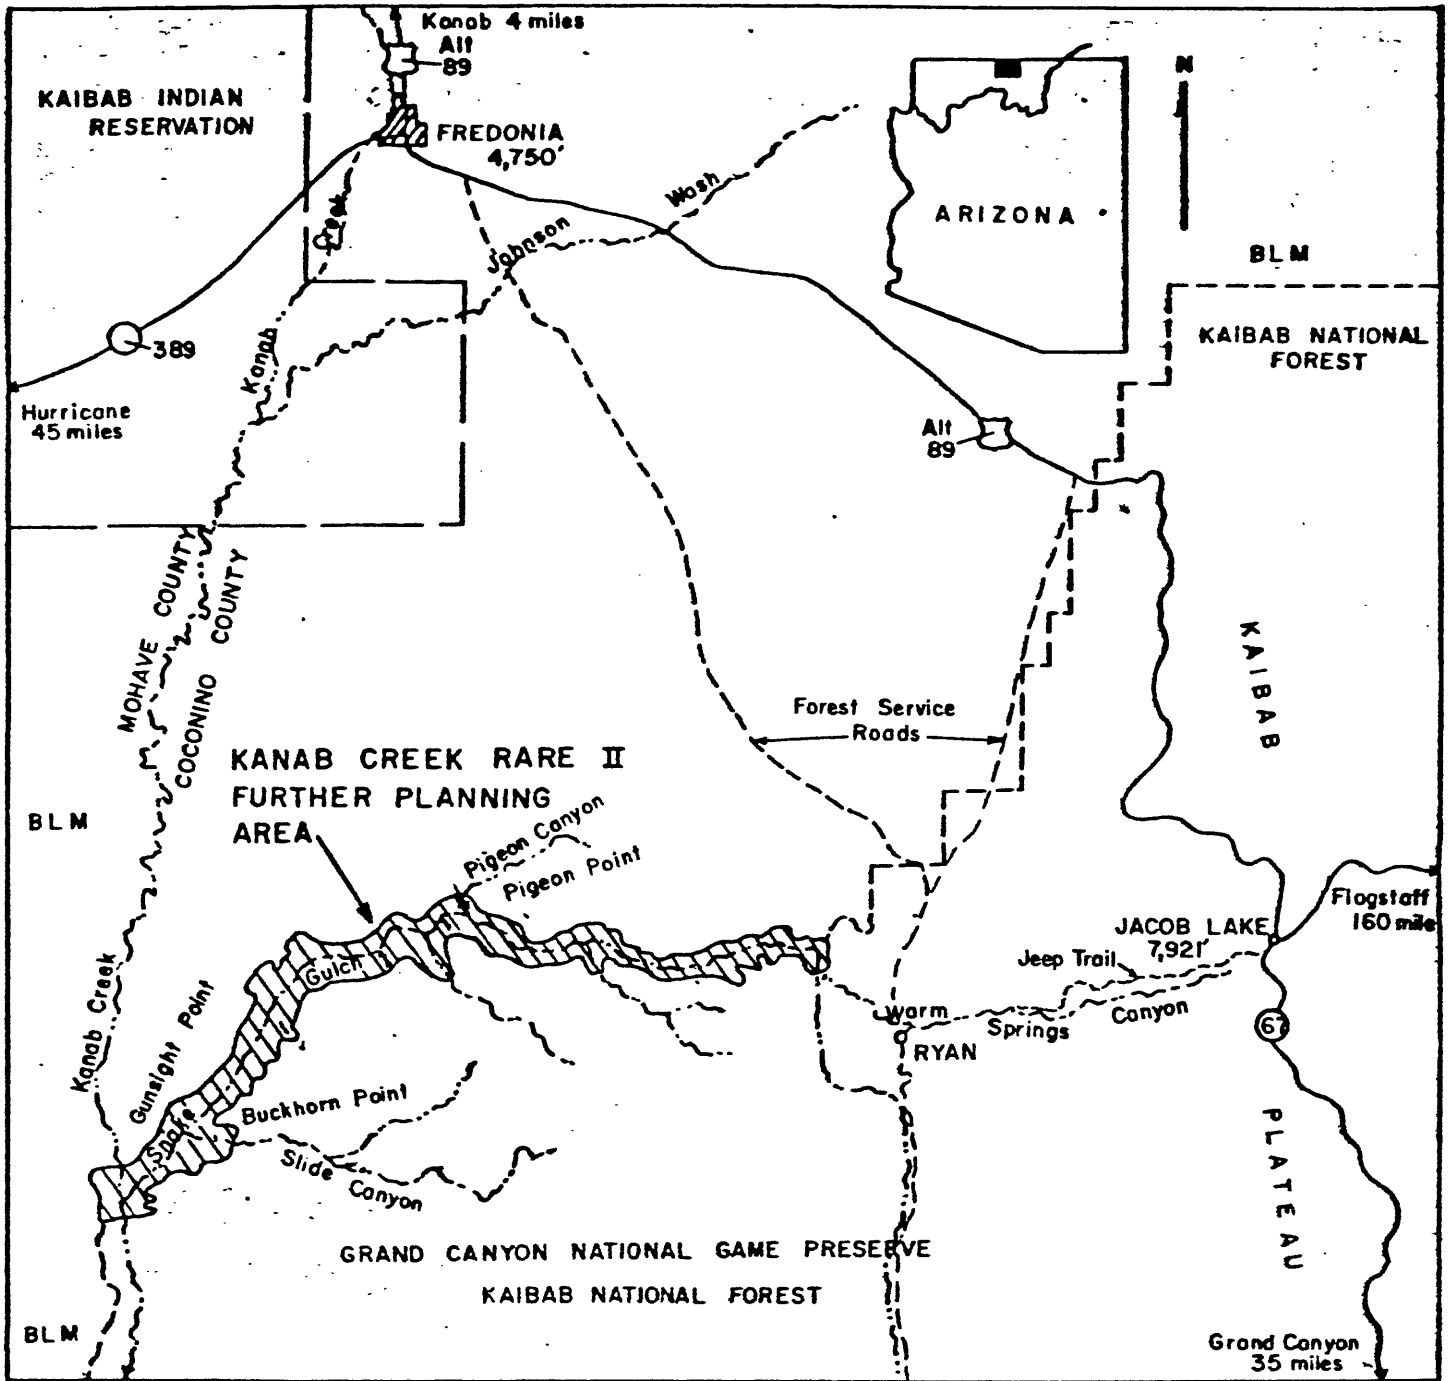 Kanab 4 miles
Alt
89
N
KAIBAB INDIAN
RESERVATION
FREDONIA
4,750'
Creek
Wash
Johnson
ARIZONA
BLM
389
Kanab
KAIBAB NATIONAL
FOREST
Hurricane
45 miles
Alt
89
MOHAVE COUNTY
COCONINO COUNTY
KAIBAB
Forest Service
Roads
KANAB CREEK RARE II
FURTHER PLANNING
AREA
BLM
Pigeon Canyon
Pigeon Point
Flagstaff
160 mile
JACOB LAKE
7,921'
Jeep Trail
Gulch
Kanab Creek
Gunsight Point
Warm
Springs
Canyon
67
RYAN
Buckhorn Point
Snake
Slide Canyon
PLATEAU
GRAND CANYON NATIONAL GAME PRESERVE
KAIBAB NATIONAL FOREST
BLM
Grand Canyon
35 miles